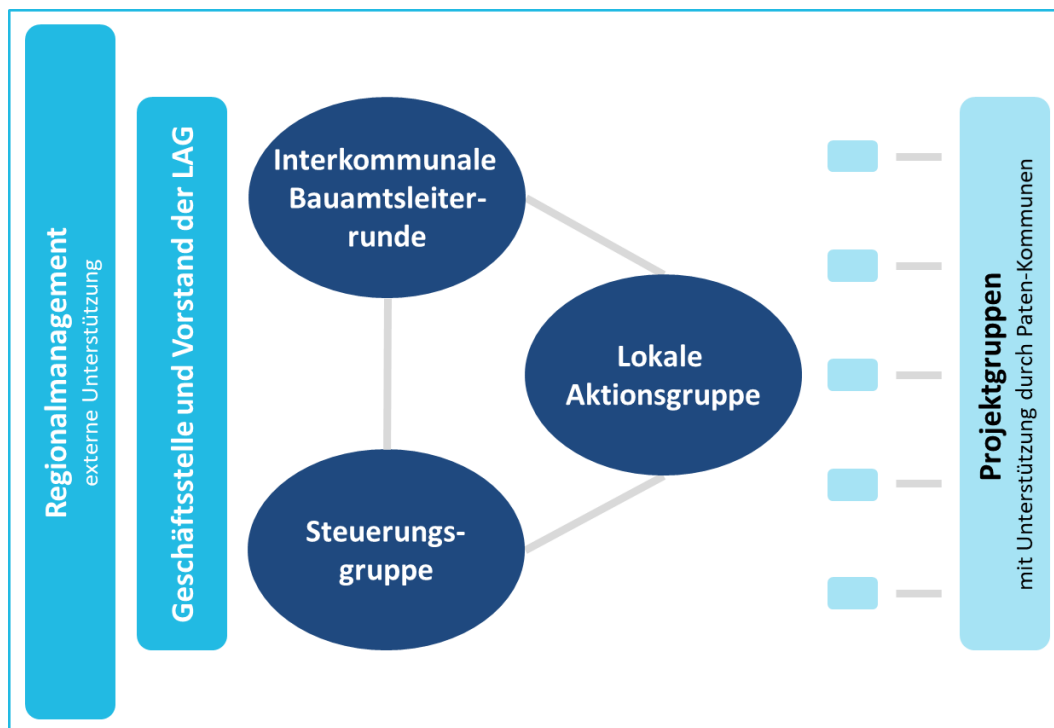 Regionalmanagement
externe Unterstützung
Geschäftsstelle und Vorstand der LAG
Interkommunale
Bauamtsleiter-
runde
Lokale
Aktionsgruppe
Steuerungs-
gruppe
Projektgruppen
mit Unterstützung durch Paten-Kommunen